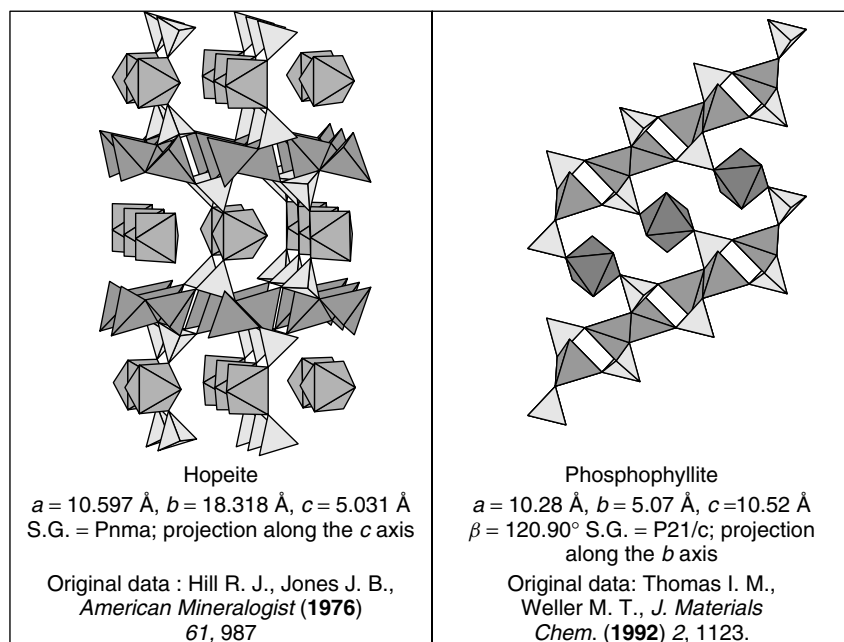 Hopeite
a = 10.597 Å, b = 18.318 Å, c = 5.031 Å
S.G. = Pnma; projection along the c axis
Original data : Hill R. J., Jones J. B.,
American Mineralogist (1976)
61, 987
Phosphophyllite
a = 10.28 Å, b = 5.07 Å, c =10.52 Å
β = 120.90° S.G. = P21/c; projection
along the b axis
Original data: Thomas I. M.,
Weller M. T., J. Materials
Chem. (1992) 2, 1123.